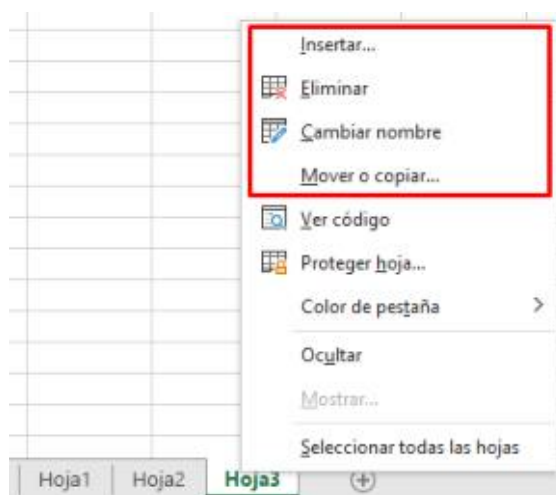 Insertar...
Eliminar
Cambiar nombre
Mover o copiar...
Ver código
Proteger hoja...
Color de pestaña
Ocultar
Mostrar...
Seleccionar todas las hojas
Hoja1 Hoja2 Hoja3